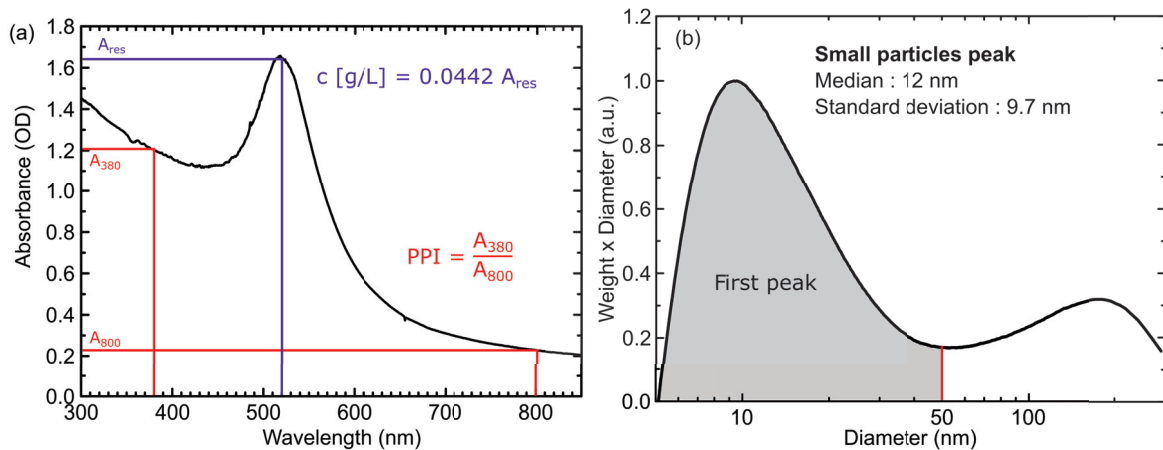 (a)
A_res
c [g/L] = 0.0442 A_res
A_380
PPI = A_380
A_800
A_800
1.8
1.6
1.4
1.2
1.0
0.8
0.6
0.4
0.2
0.0
300 400 500 600 700 800
Absorbance (OD)
Wavelength (nm)
(b)
Small particles peak
Median : 12 nm
Standard deviation : 9.7 nm
First peak
1.2
1.0
0.8
0.6
0.4
0.2
0.0
10 50 100
Weight x Diameter (a.u.)
Diameter (nm)